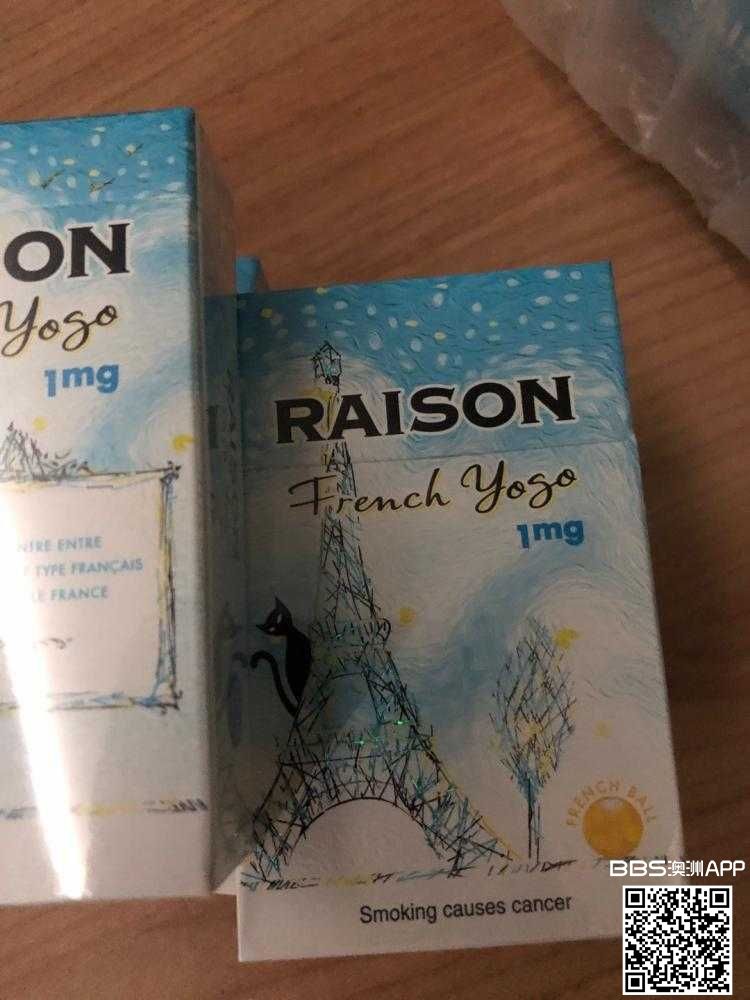 ON
Yogo
1mg
ENTRE
TYPE FRANÇAIS
LE FRANCE
RAISON
French Yogo
1mg
FRENCH BALL
Smoking causes cancer
BBS澳洲APP